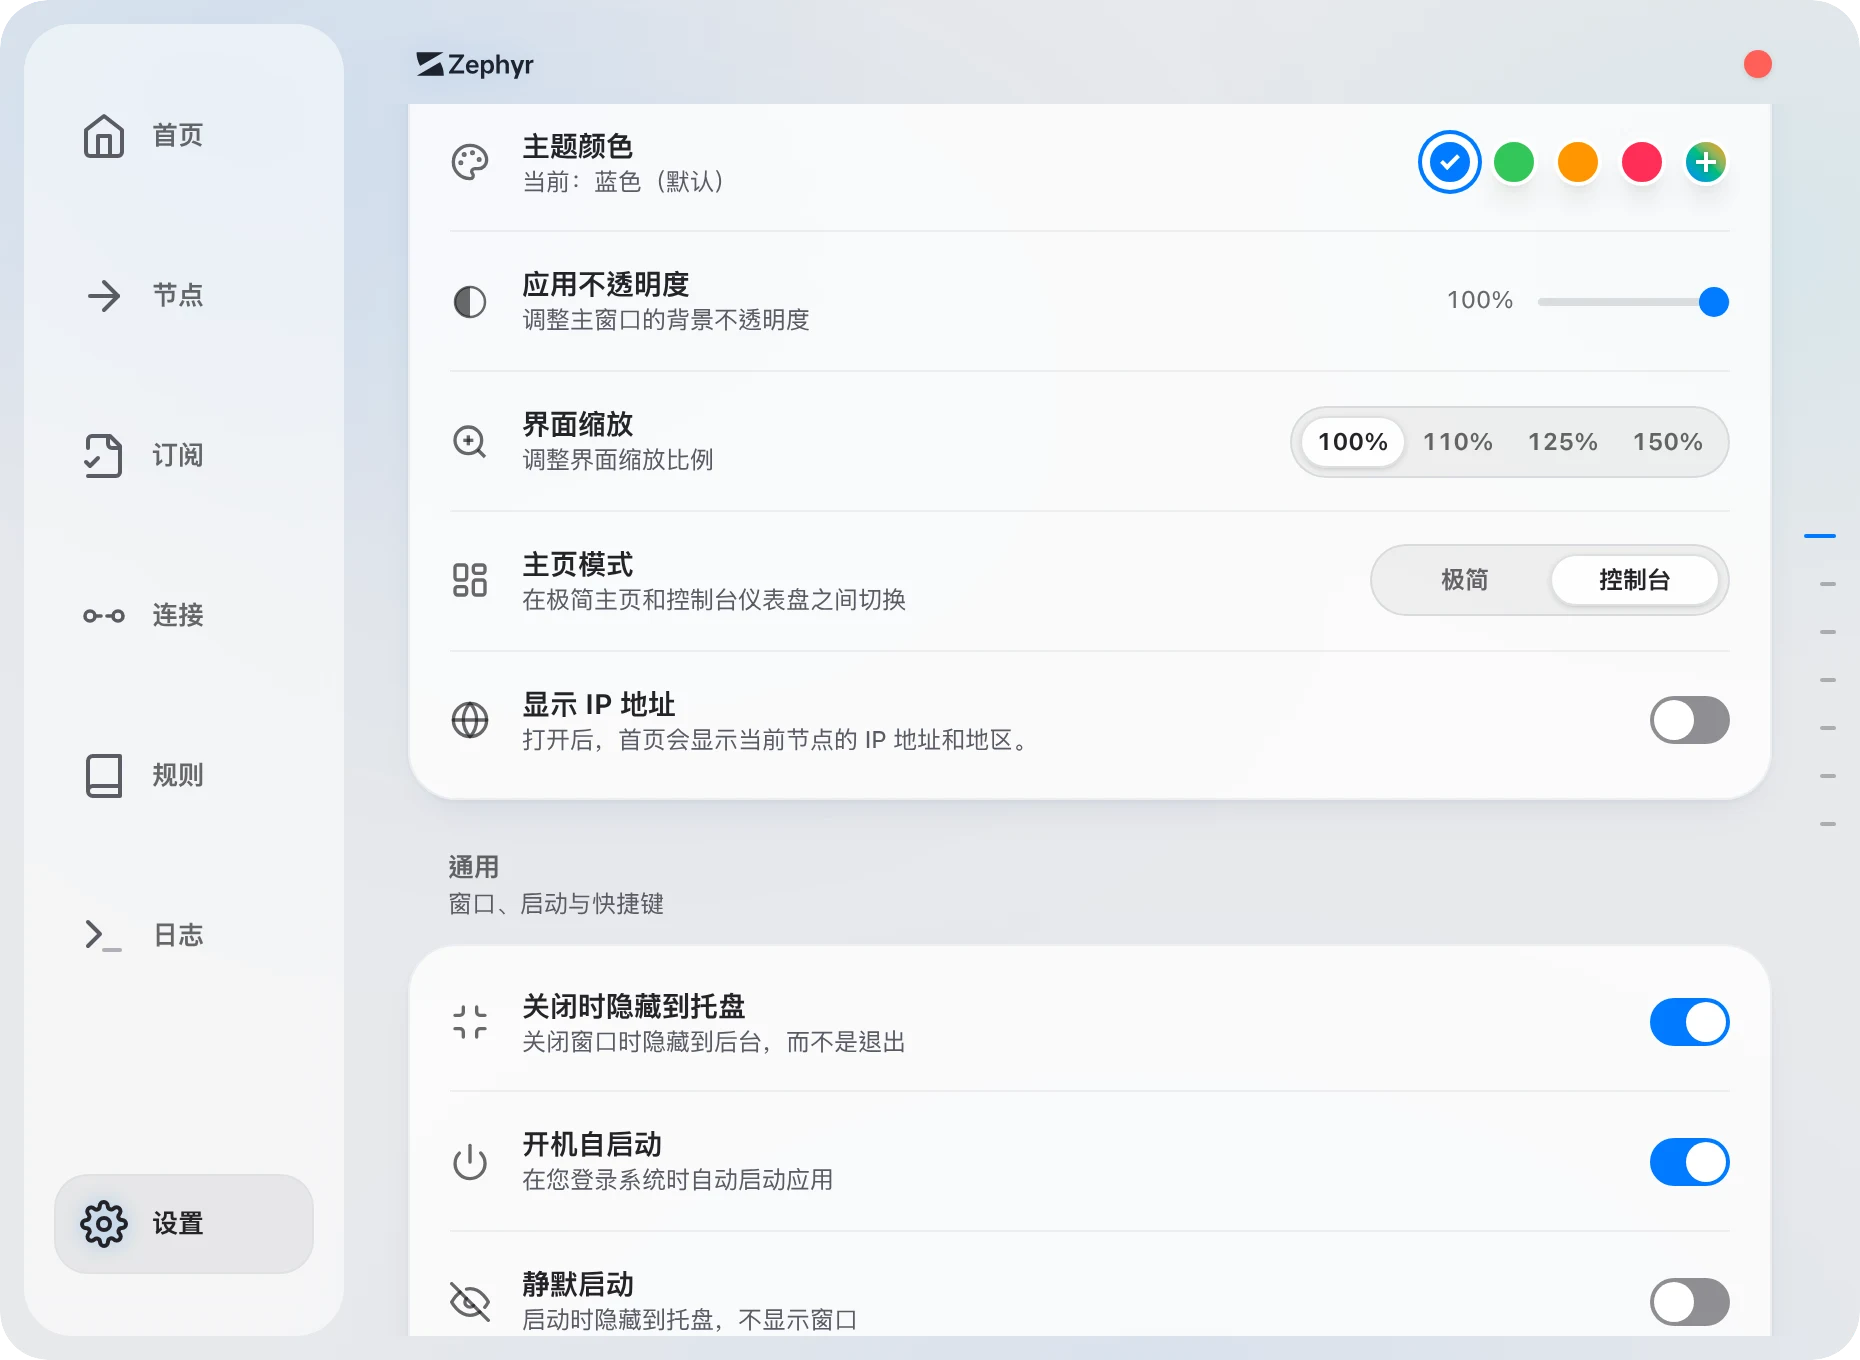 Zephyr
首页
节点
订阅
连接
规则
日志
设置
主题颜色
当前：蓝色（默认）
应用不透明度
调整主窗口的背景不透明度
100%
界面缩放
调整界面缩放比例
100% 110% 125% 150%
主页模式
在极简主页和控制台仪表盘之间切换
极简 控制台
显示 IP 地址
打开后，首页会显示当前节点的 IP 地址和地区。
通用
窗口、启动与快捷键
关闭时隐藏到托盘
关闭窗口时隐藏到后台，而不是退出
开机自启动
在您登录系统时自动启动应用
静默启动
启动时隐藏到托盘，不显示窗口